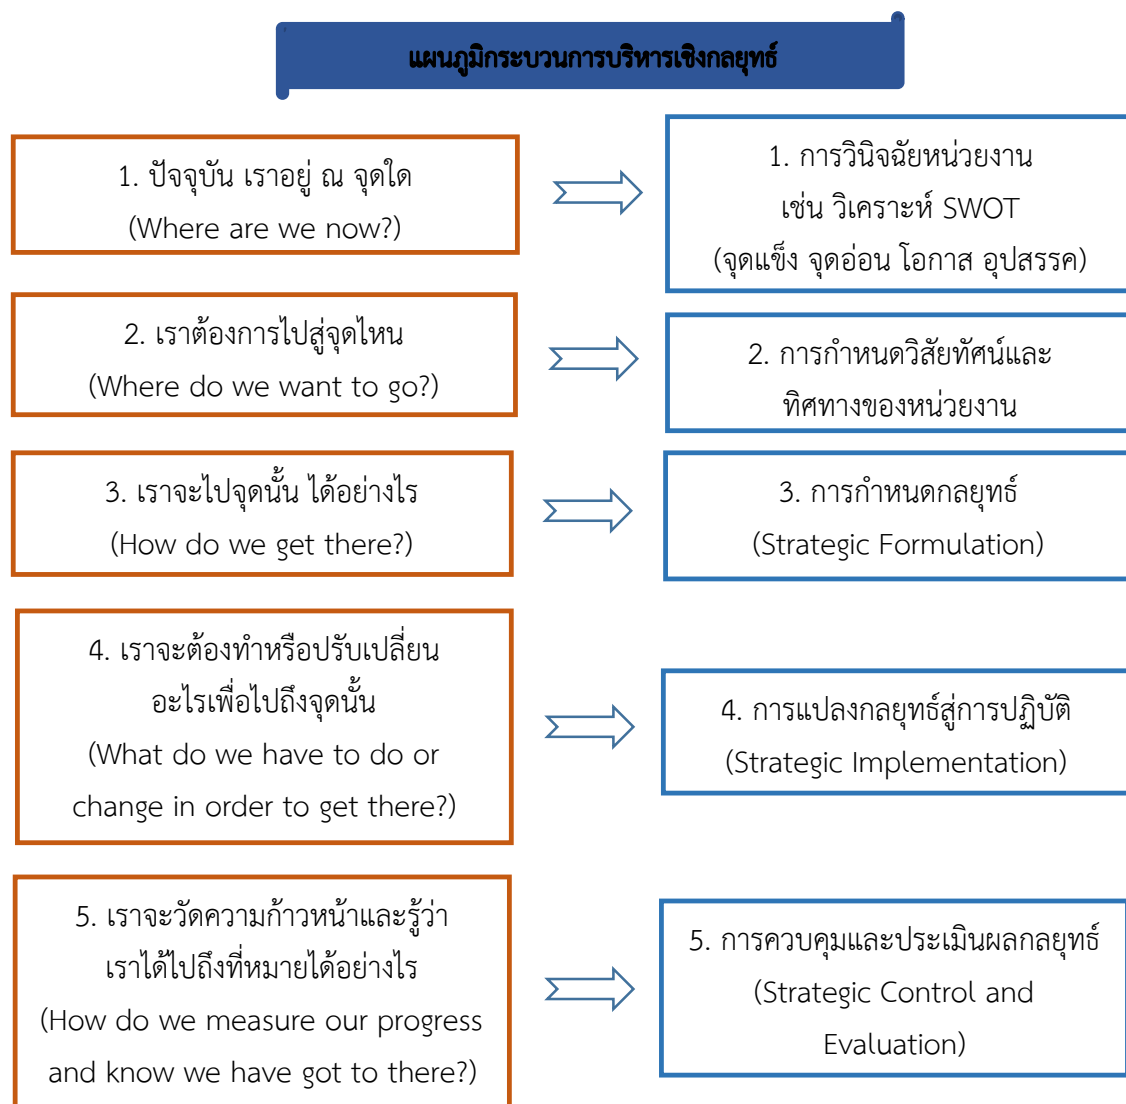 แผนภูมิกระบวนการบริหารเชิงกลยุทธ์
1. ปัจจุบัน เราอยู่ ณ จุดใด
(Where are we now?)
1. การวินิจฉัยหน่วยงาน
เช่น วิเคราะห์ SWOT
(จุดแข็ง จุดอ่อน โอกาส อุปสรรค)
2. เราต้องการไปสู่จุดไหน
(Where do we want to go?)
2. การกำหนดวิสัยทัศน์และ
ทิศทางของหน่วยงาน
3. เราจะไปจุดนั้น ได้อย่างไร
(How do we get there?)
3. การกำหนดกลยุทธ์
(Strategic Formulation)
4. เราจะต้องทำหรือปรับเปลี่ยน
อะไรเพื่อไปถึงจุดนั้น
(What do we have to do or
change in order to get there?)
4. การแปลงกลยุทธ์สู่การปฏิบัติ
(Strategic Implementation)
5. เราจะวัดความก้าวหน้าและรู้ว่า
เราได้ไปถึงที่หมายได้อย่างไร
(How do we measure our progress
and know we have got to there?)
5. การควบคุมและประเมินผลกลยุทธ์
(Strategic Control and
Evaluation)